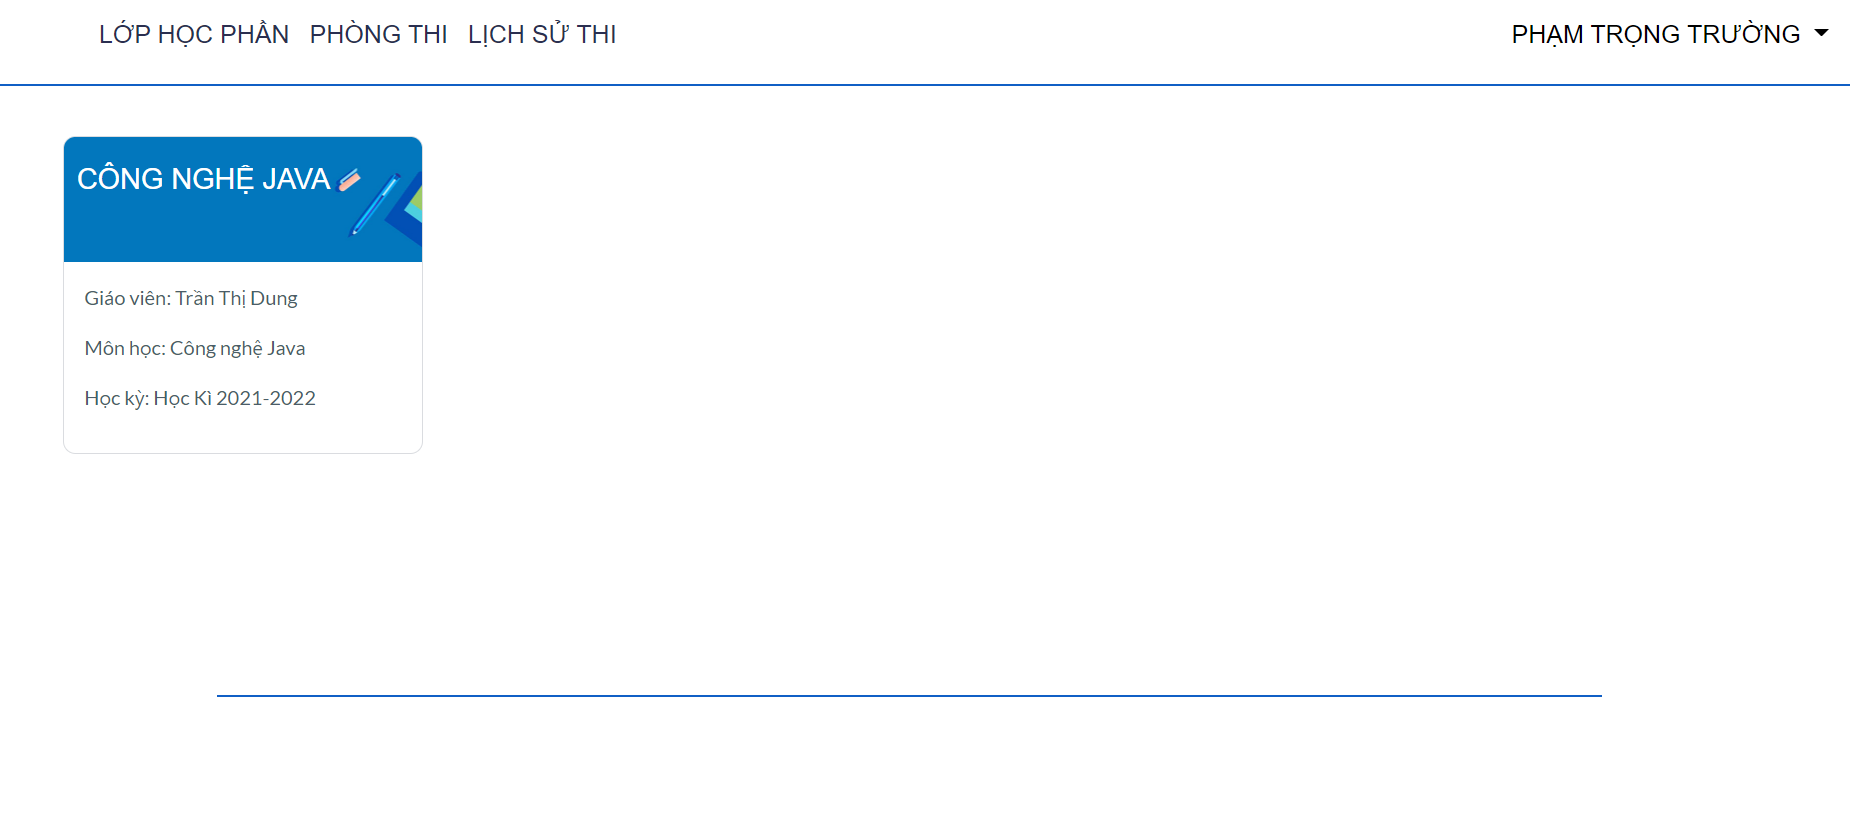 LỚP HỌC PHẦN PHÒNG THI LỊCH SỬ THI PHẠM TRỌNG TRƯỜNG
CÔNG NGHỆ JAVA
Giáo viên: Trần Thị Dung
Môn học: Công nghệ Java
Học kỳ: Học Kì 2021-2022